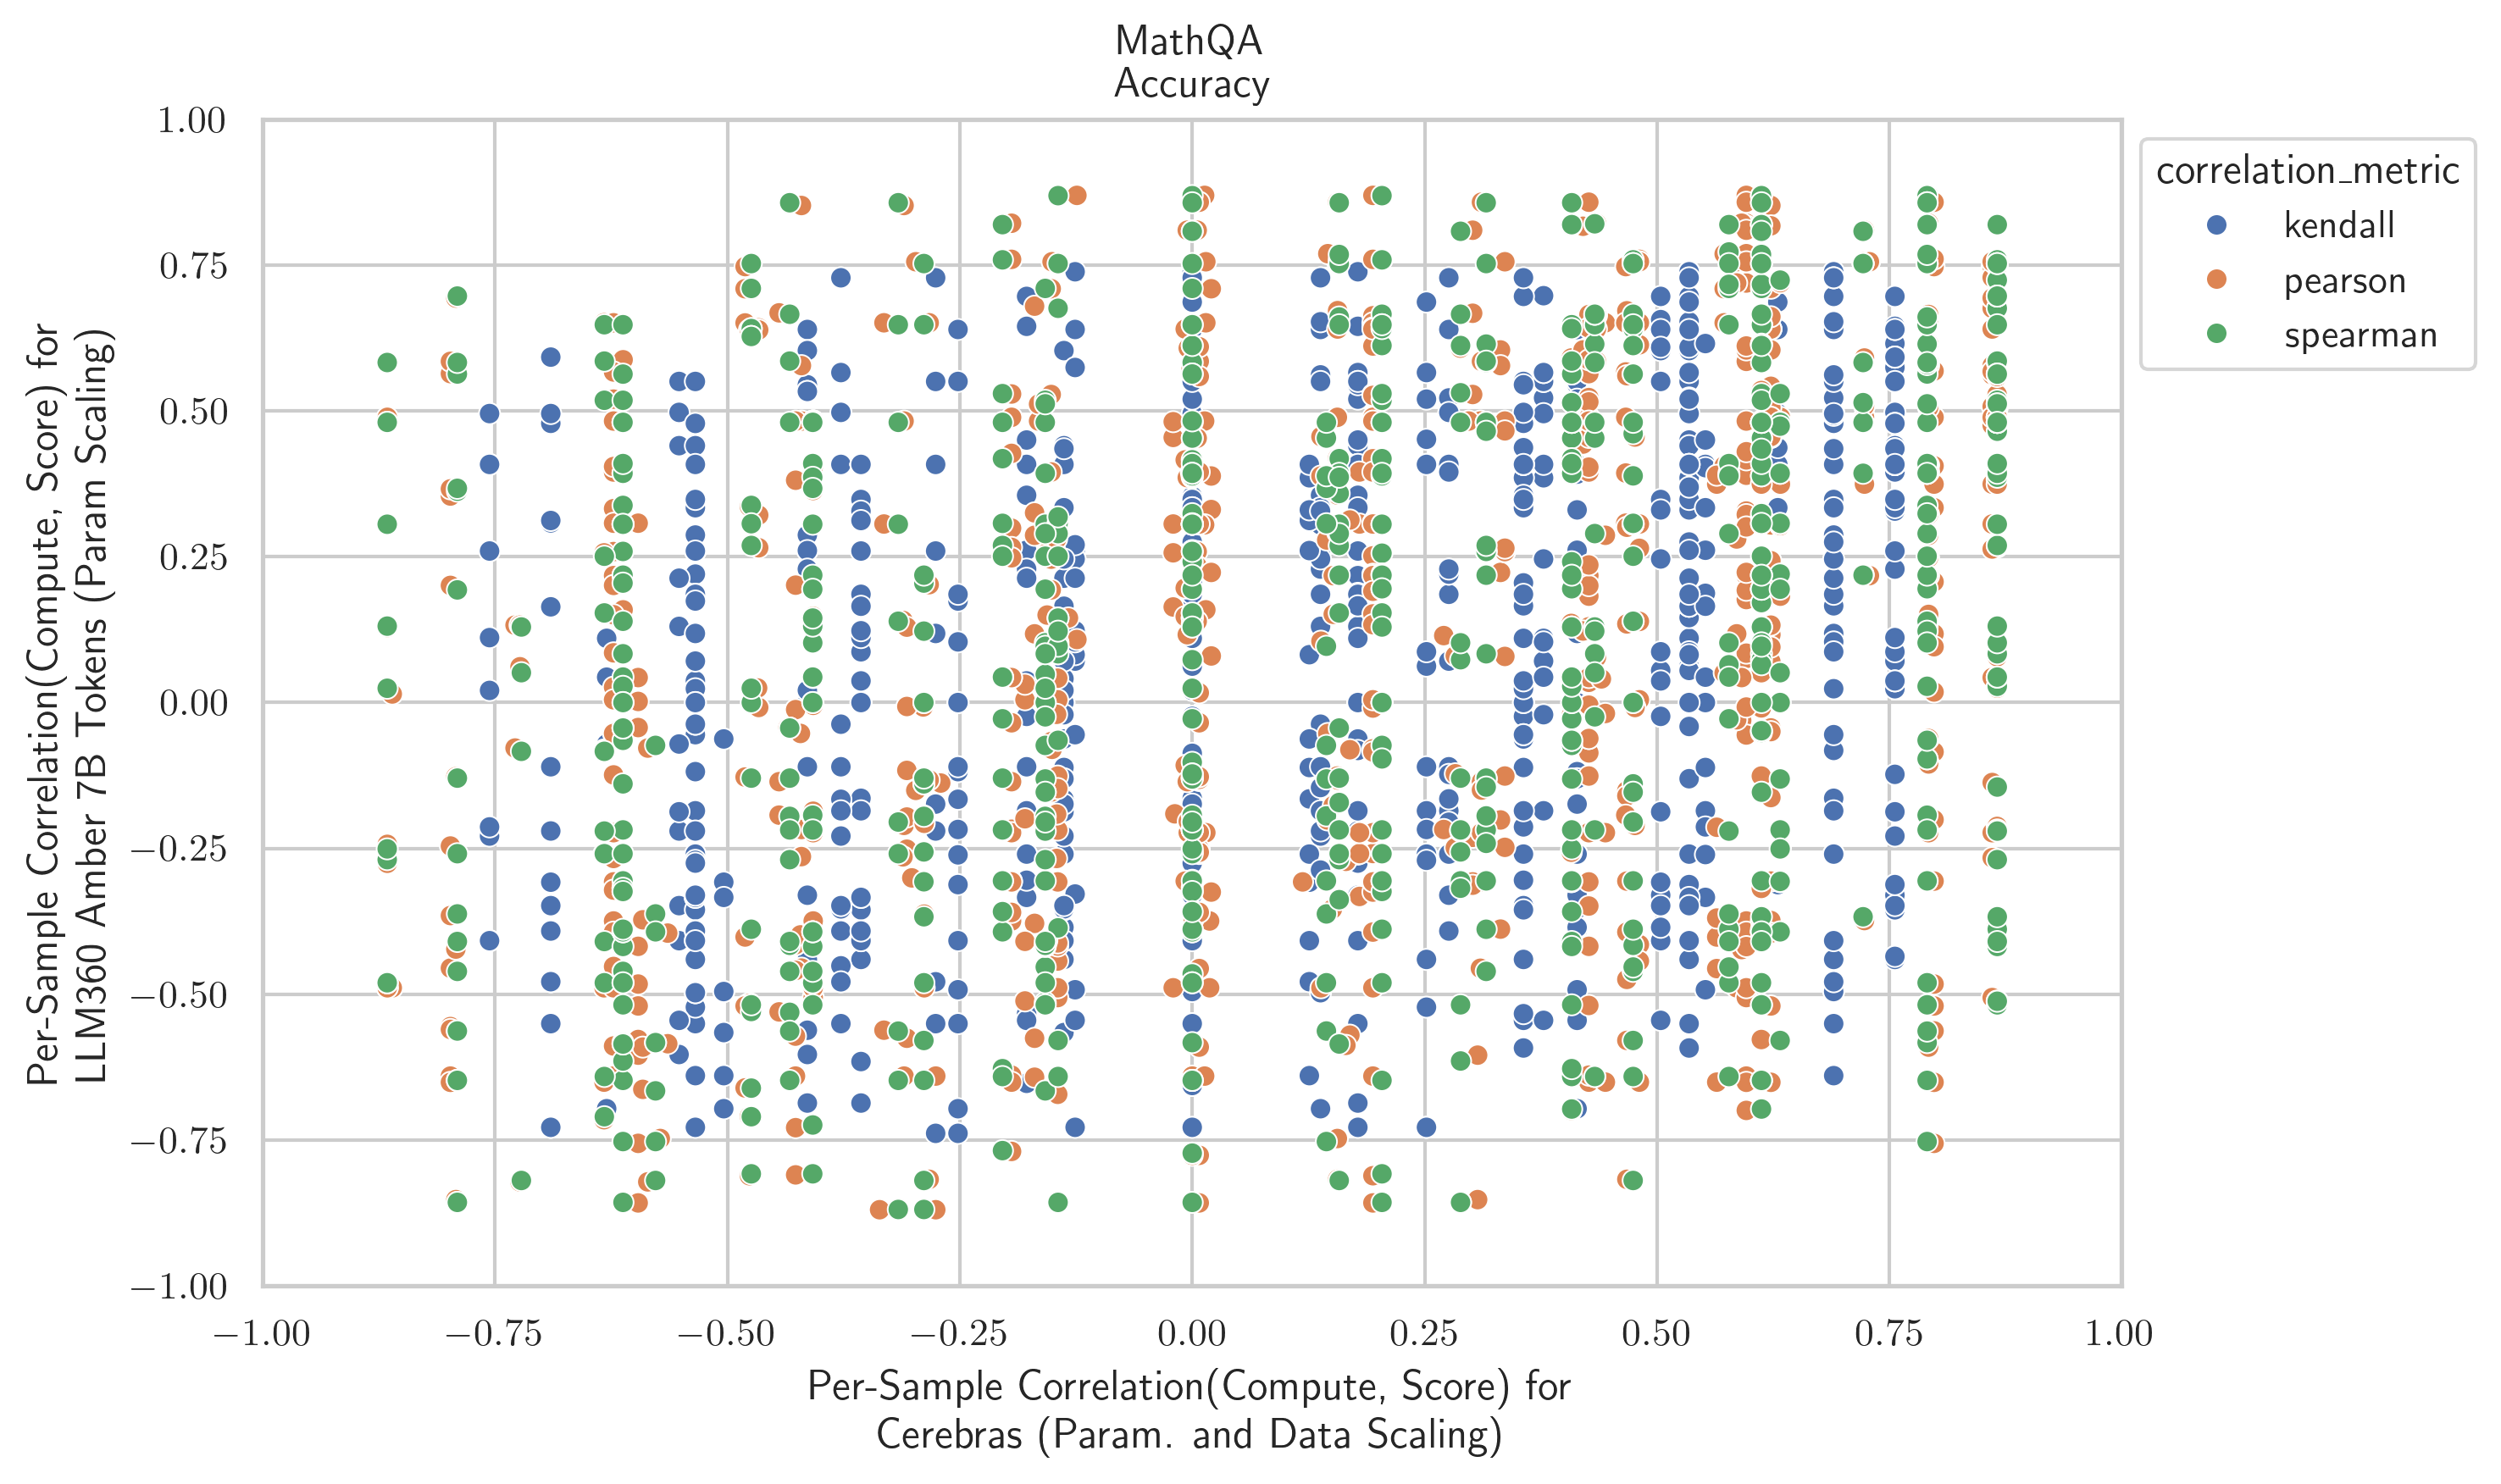 MathQA
Accuracy
1.00
0.75
0.50
0.25
0.00
−0.25
−0.50
−0.75
−1.00
Per-Sample Correlation(Compute, Score) for
LLM360 Amber 7B Tokens (Param Scaling)
−1.00 −0.75 −0.50 −0.25 0.00 0.25 0.50 0.75 1.00
Per-Sample Correlation(Compute, Score) for
Cerebras (Param. and Data Scaling)
correlation_metric
kendall
pearson
spearman